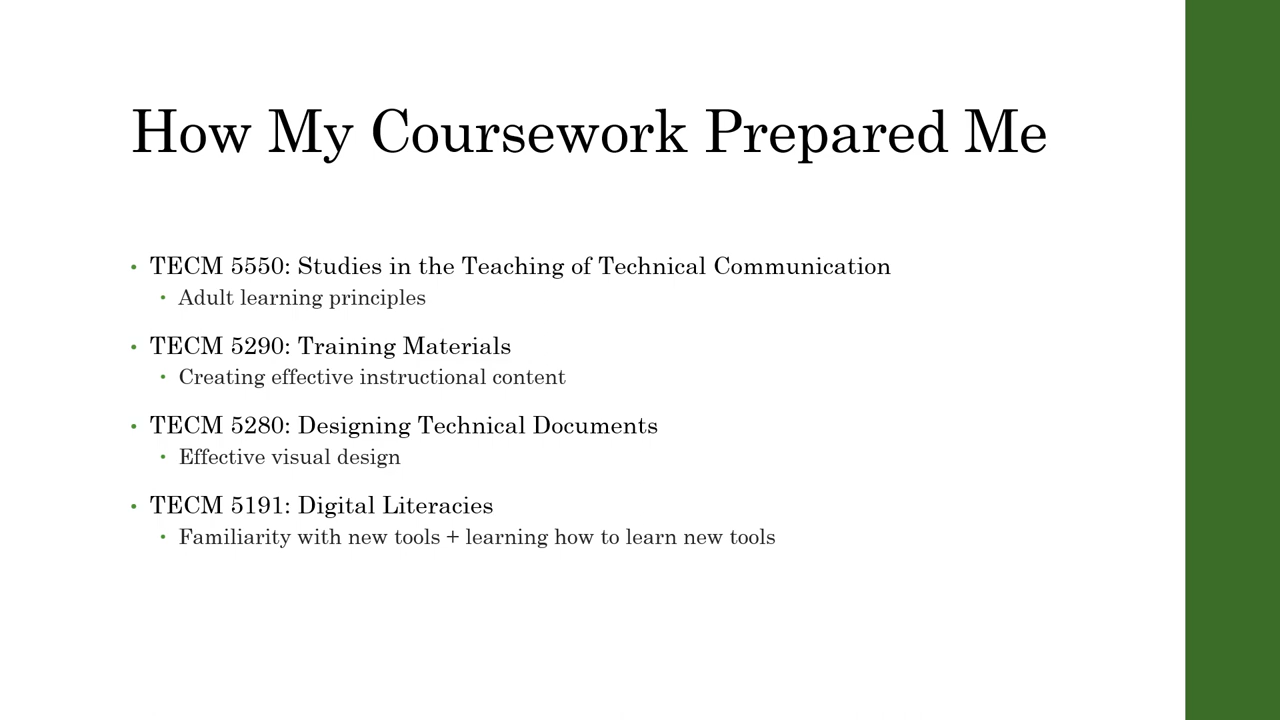 How My Coursework Prepared Me
• TECM 5550: Studies in the Teaching of Technical Communication
• Adult learning principles
• TECM 5290: Training Materials
• Creating effective instructional content
• TECM 5280: Designing Technical Documents
• Effective visual design
• TECM 5191: Digital Literacies
• Familiarity with new tools + learning how to learn new tools